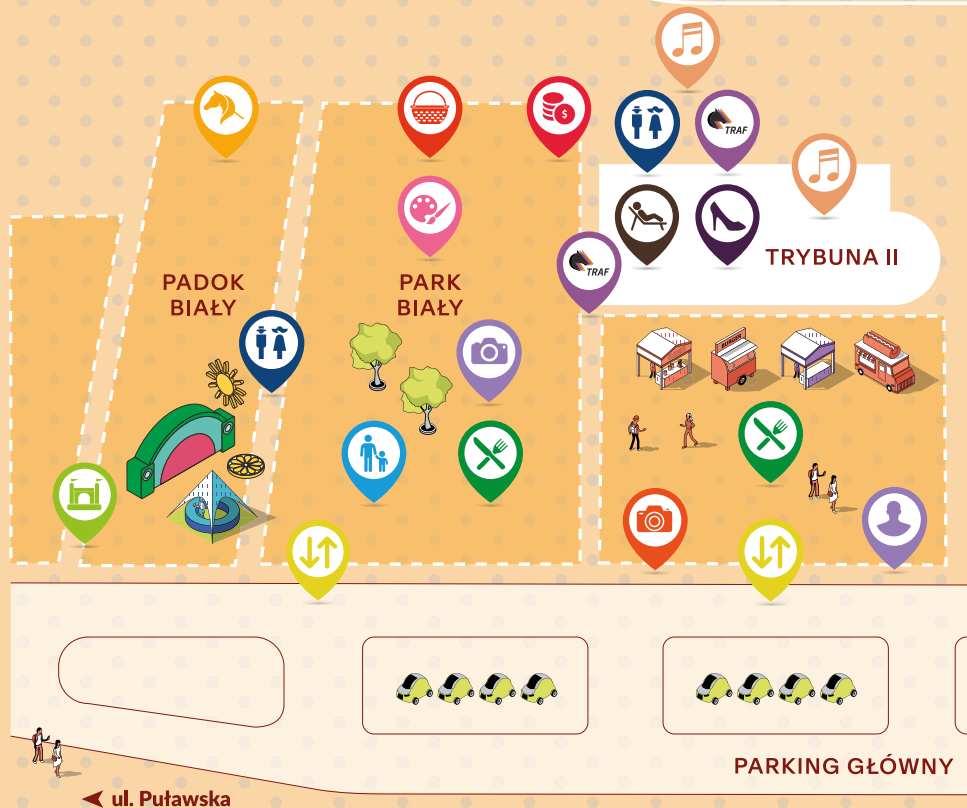 TRAF
TRAF
TRYBUNA II
PADOK
BIAŁY
PARK
BIAŁY
BURGER
PARKING GŁÓWNY
ul. Puławska